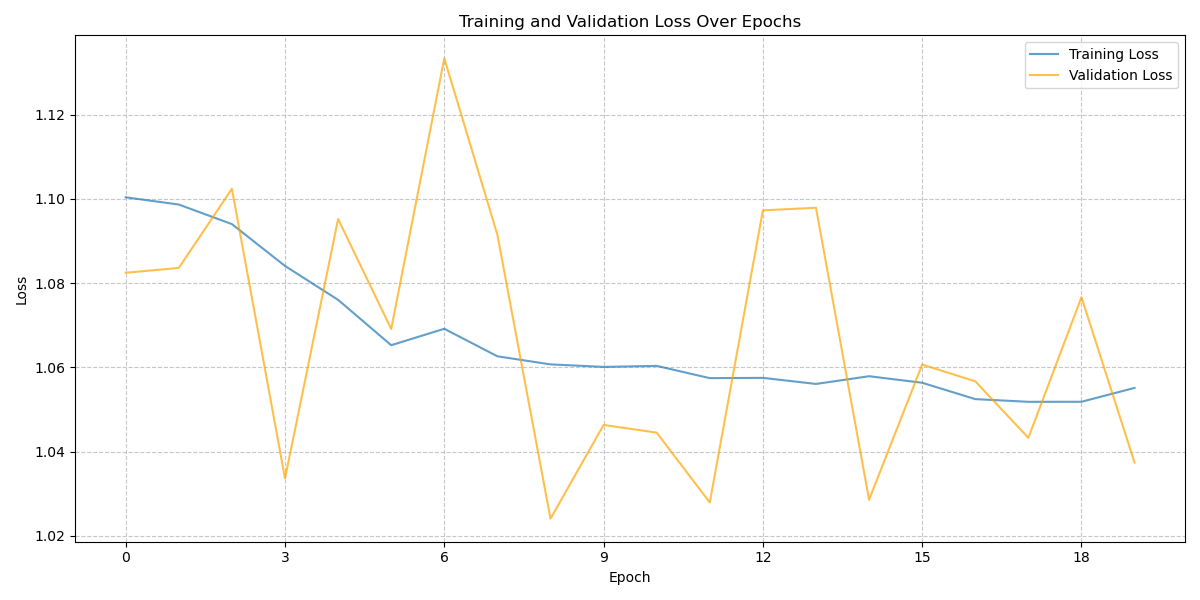 Training and Validation Loss Over Epochs
Training Loss
Validation Loss
1.12
1.10
1.08
1.06
1.04
1.02
Loss
0 3 6 9 12 15 18
Epoch